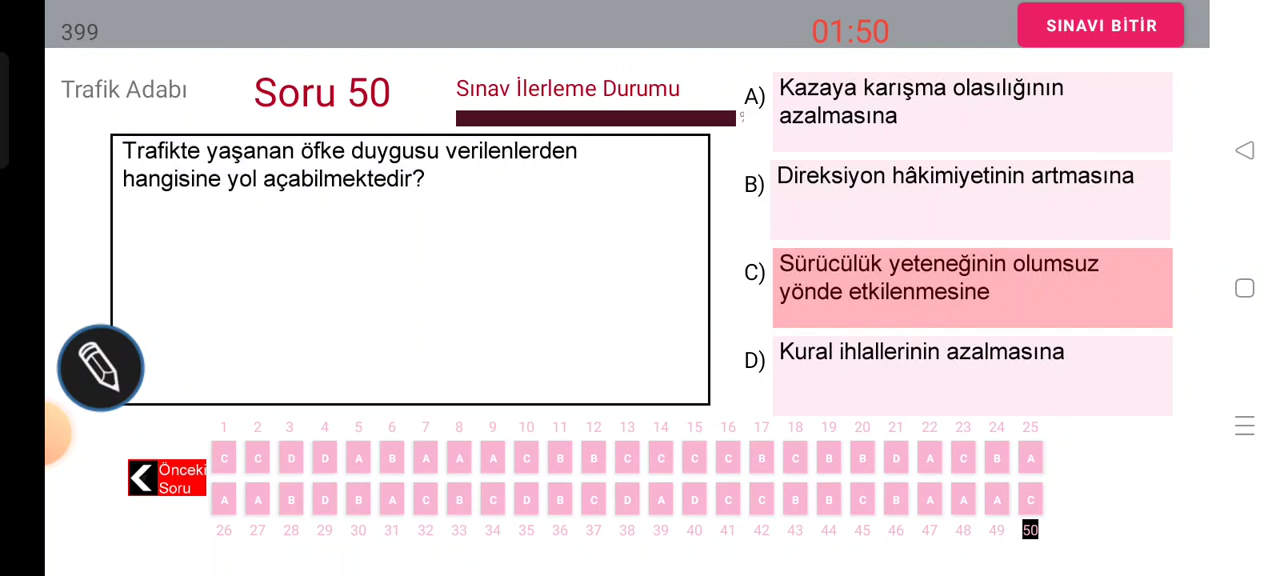 399
01:50
SINAVI BİTİR
Trafik Adabı
Soru 50
Sınav İlerleme Durumu
Trafikte yaşanan öfke duygusu verilenlerden
hangisine yol açabilmektedir?
A) Kazaya karışma olasılığının
azalmasına
B) Direksiyon hâkimiyetinin artmasına
C) Sürücülük yeteneğinin olumsuz
yönde etkilenmesine
D) Kural ihlallerinin azalmasına
Önceki
Soru
1 2 3 4 5 6 7 8 9 10 11 12 13 14 15 16 17 18 19 20 21 22 23 24 25
C C D D A B A A A C B B C C C C B C B B D A C B A
A A B D B A C B C D B C D A D C C B B C B A A A C
26 27 28 29 30 31 32 33 34 35 36 37 38 39 40 41 42 43 44 45 46 47 48 49 50